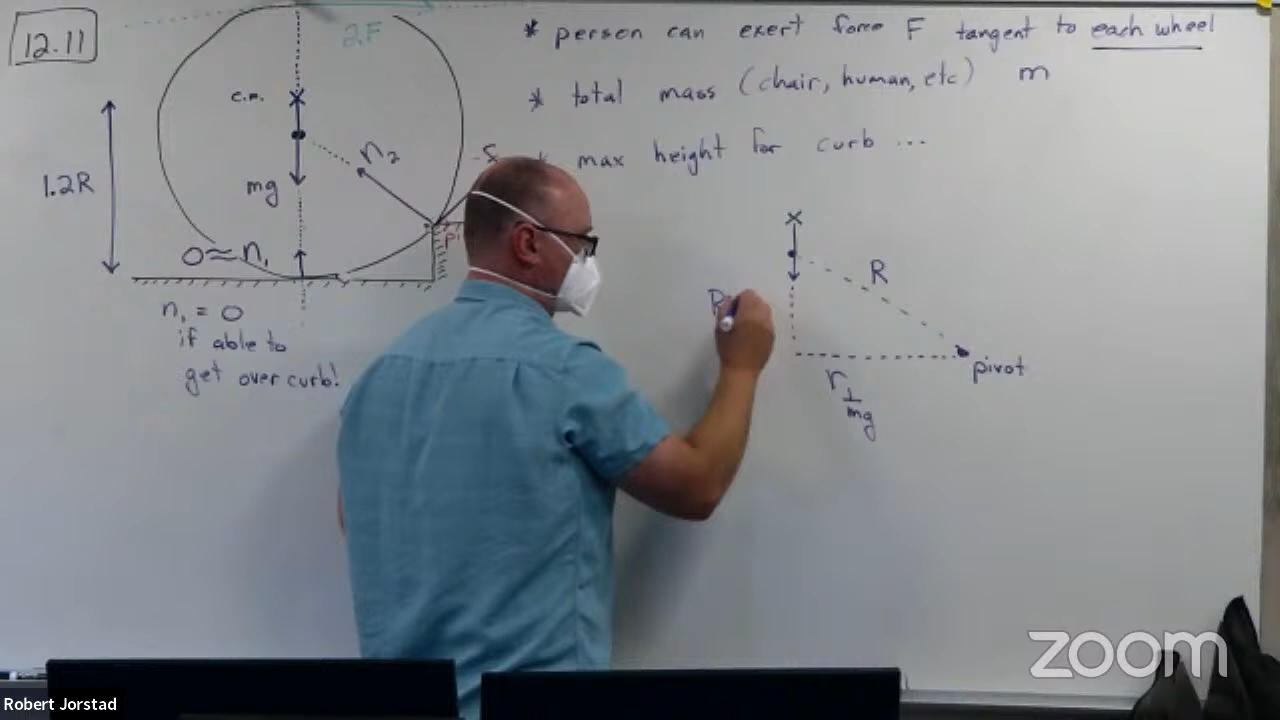 12.11
2F
c.m.
mg
n2
1.2R
0≈n1
n1 = 0
if able to
get over curb!
* person can exert force F tangent to each wheel
* total mass (chair, human, etc) m
* max height for curb ...
R
R
pivot
r⊥mg
zoom
Robert Jorstad